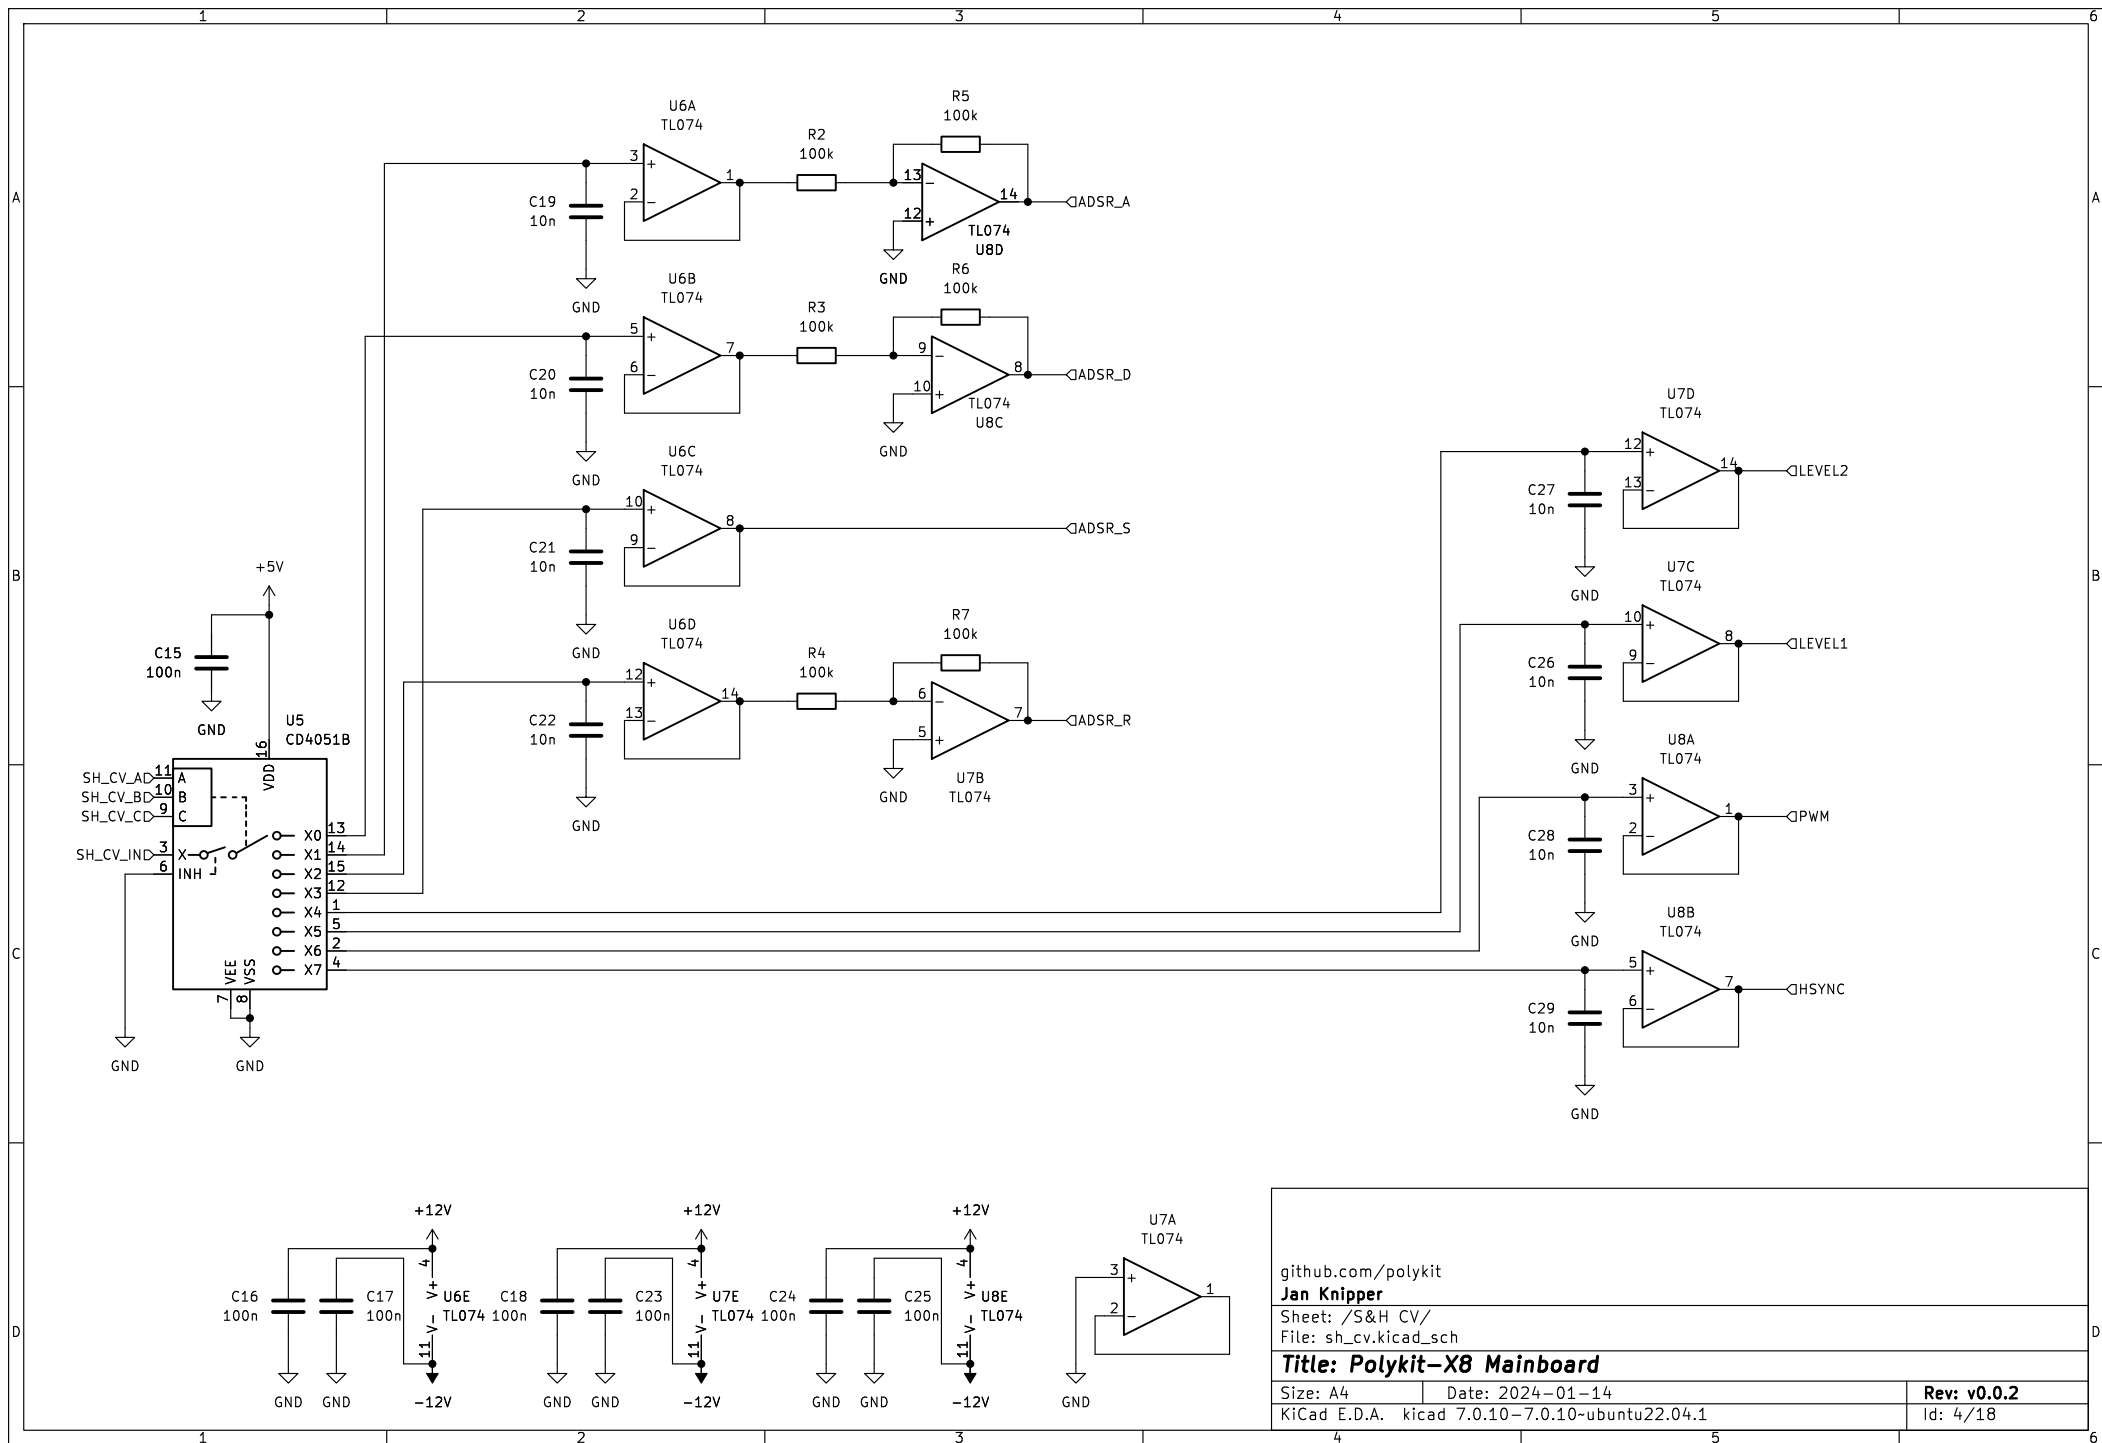 1 2 3 4 5 6
A
B
C
D
A
B
C
D
1 2 3 4 5 6
U6A
TL074
3
2
1
+
−
C19
10n
GND
R2
100k
R5
100k
13
12
14
−
+
TL074
U8D
GND
ADSR_A
U6B
TL074
5
6
7
+
−
C20
10n
GND
R3
100k
R6
100k
9
10
8
−
+
TL074
U8C
GND
ADSR_D
U6C
TL074
10
9
8
+
−
C21
10n
GND
ADSR_S
U6D
TL074
12
13
14
+
−
C22
10n
GND
R4
100k
R7
100k
6
5
7
−
+
U7B
TL074
GND
ADSR_R
+5V
C15
100n
GND
U5
CD4051B
16
VDD
SH_CV_A 11 A
SH_CV_B 10 B
SH_CV_C 9 C
SH_CV_IN 3 X
6 INH
X0 13
X1 14
X2 15
X3 12
X4 1
X5 5
X6 2
X7 4
VEE VSS
7 8
GND
GND
U7D
TL074
12
13
14
+
−
C27
10n
GND
LEVEL2
U7C
TL074
10
9
8
+
−
C26
10n
GND
LEVEL1
U8A
TL074
3
2
1
+
−
C28
10n
GND
PWM
U8B
TL074
5
6
7
+
−
C29
10n
GND
HSYNC
+12V
4
V+
C16
100n
C17
100n
U6E
TL074
V−
11
GND
GND
−12V
+12V
4
V+
C18
100n
C23
100n
U7E
TL074
V−
11
GND
GND
−12V
+12V
4
V+
C24
100n
C25
100n
U8E
TL074
V−
11
GND
GND
−12V
U7A
TL074
3
2
1
+
−
GND
github.com/polykit
Jan Knipper
Sheet: /S&H CV/
File: sh_cv.kicad_sch
Title: Polykit−X8 Mainboard
Size: A4 Date: 2024−01−14 Rev: v0.0.2
KiCad E.D.A. kicad 7.0.10−7.0.10~ubuntu22.04.1 Id: 4/18